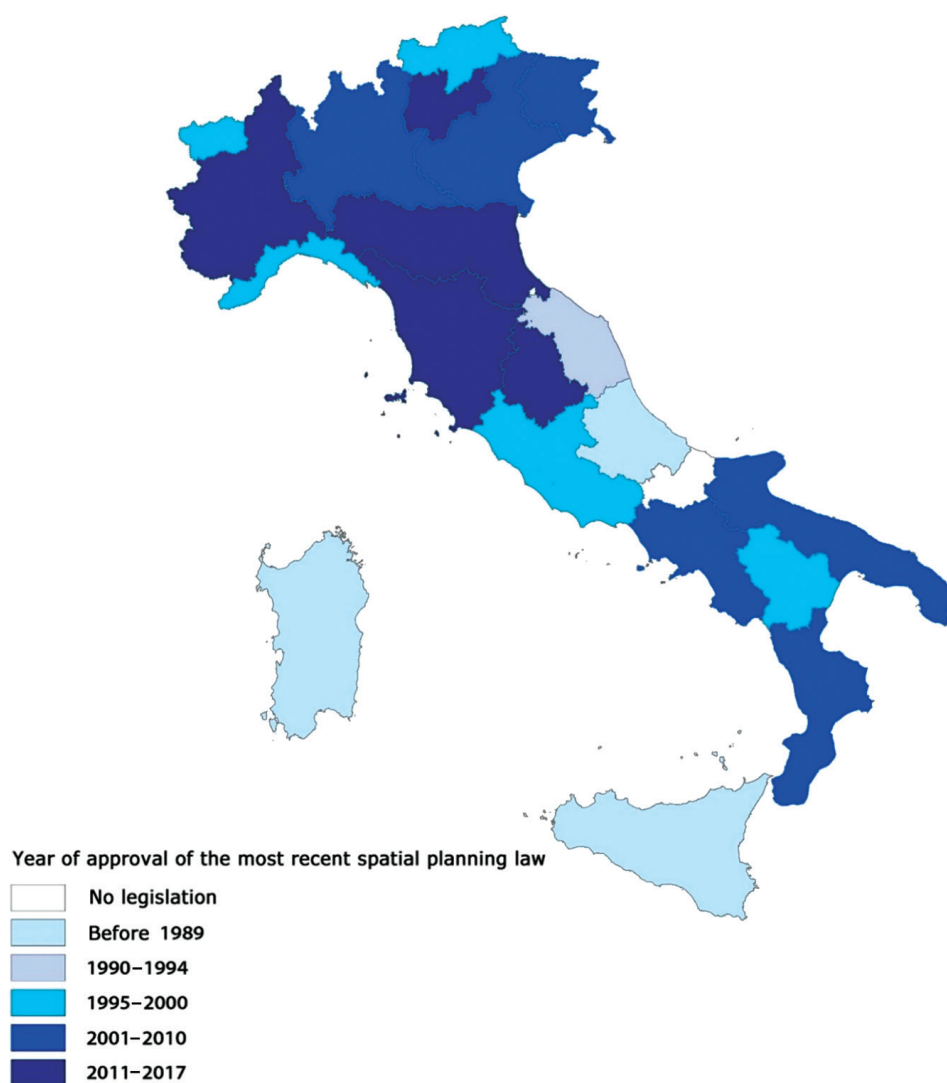 Year of approval of the most recent spatial planning law
No legislation
Before 1989
1990–1994
1995–2000
2001–2010
2011–2017